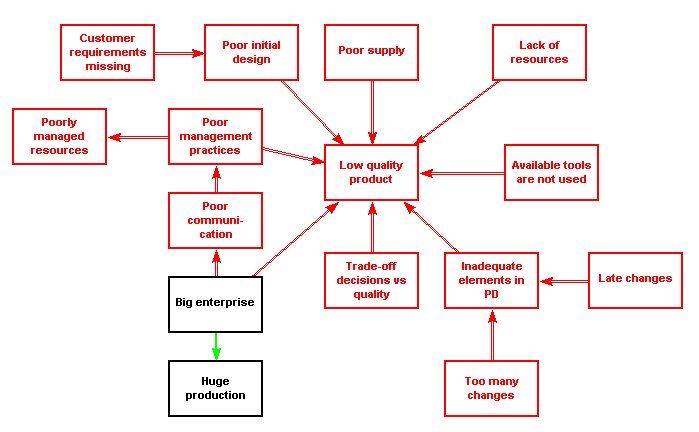 Customer
requirements
missing
Poor initial
design
Poor supply
Lack of
resources
Poorly
managed
resources
Poor
management
practices
Low quality
product
Available tools
are not used
Poor
communi-
cation
Big enterprise
Trade-off
decisions vs
quality
Inadequate
elements in
PD
Late changes
Huge
production
Too many
changes